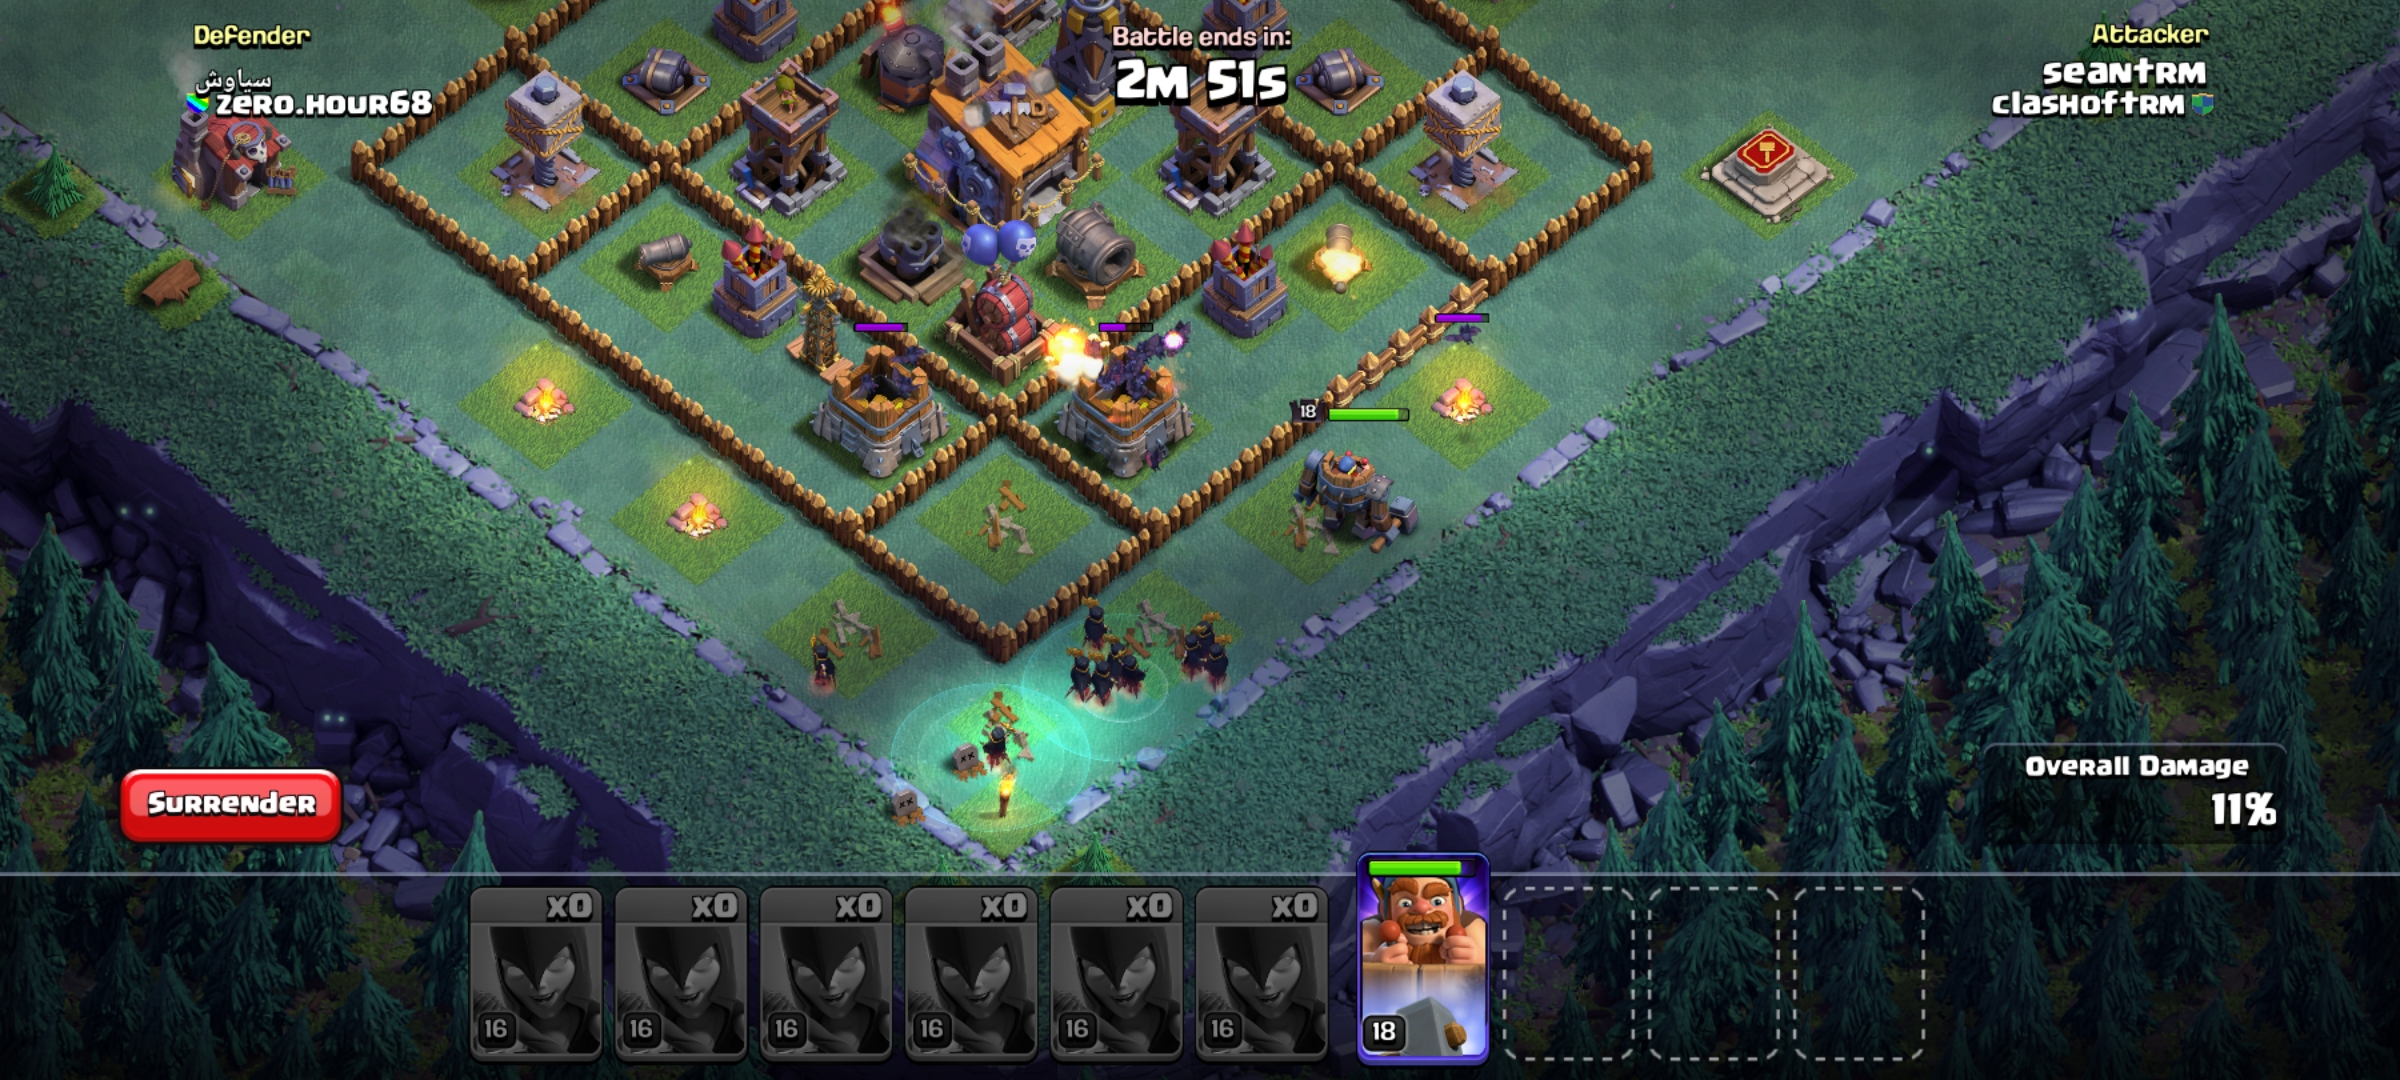 Defender
سیاوش
zero.hour68
Battle ends in:
2M 51s
Attacker
seantrm
clashoftrm
18
Surrender
Overall Damage
11%
x0
x0
x0
x0
x0
x0
16
16
16
16
16
16
18